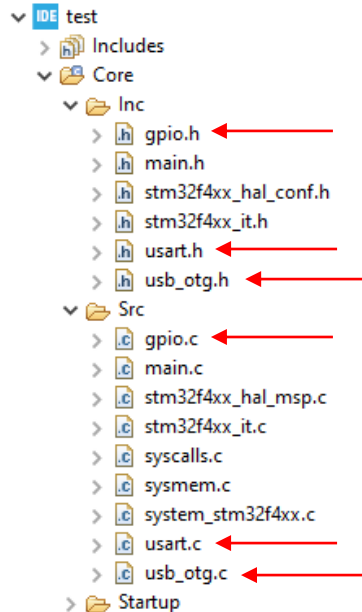 IDE test
Includes
Core
Inc
.h gpio.h
.h main.h
.h stm32f4xx_hal_conf.h
.h stm32f4xx_it.h
.h usart.h
.h usb_otg.h
Src
.c gpio.c
.c main.c
.c stm32f4xx_hal_msp.c
.c stm32f4xx_it.c
.c syscalls.c
.c sysmem.c
.c system_stm32f4xx.c
.c usart.c
.c usb_otg.c
Startup